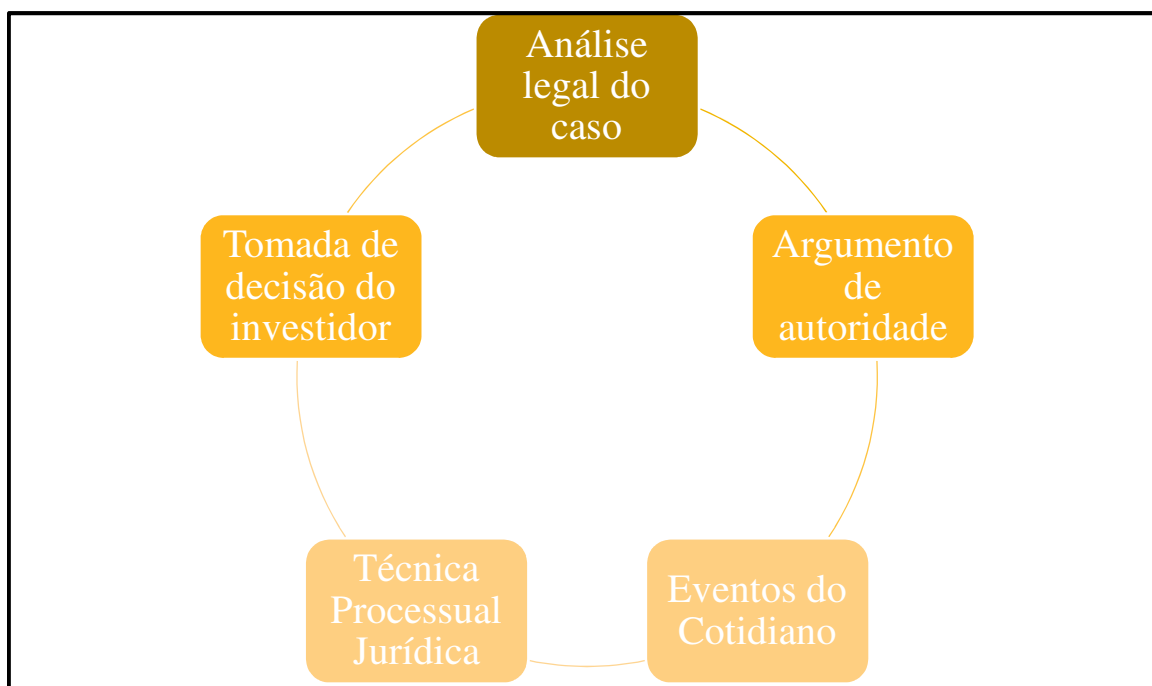 Análise
legal do
caso
Tomada de
decisão do
investidor
Argumento
de
autoridade
Técnica
Processual
Jurídica
Eventos do
Cotidiano